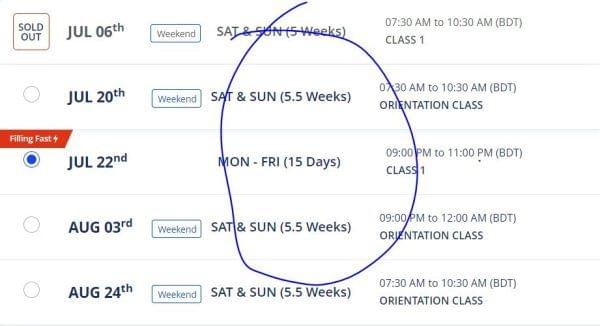 SOLD
OUT
JUL 06th
Weekend
SAT & SUN (5 Weeks)
07:30 AM to 10:30 AM (BDT)
CLASS 1
JUL 20th
Weekend
SAT & SUN (5.5 Weeks)
07:30 AM to 10:30 AM (BDT)
ORIENTATION CLASS
Filling Fast
JUL 22nd
MON - FRI (15 Days)
09:00 PM to 11:00 PM (BDT)
CLASS 1
AUG 03rd
Weekend
SAT & SUN (5.5 Weeks)
09:00 PM to 12:00 AM (BDT)
ORIENTATION CLASS
AUG 24th
Weekend
SAT & SUN (5.5 Weeks)
07:30 AM to 10:30 AM (BDT)
ORIENTATION CLASS